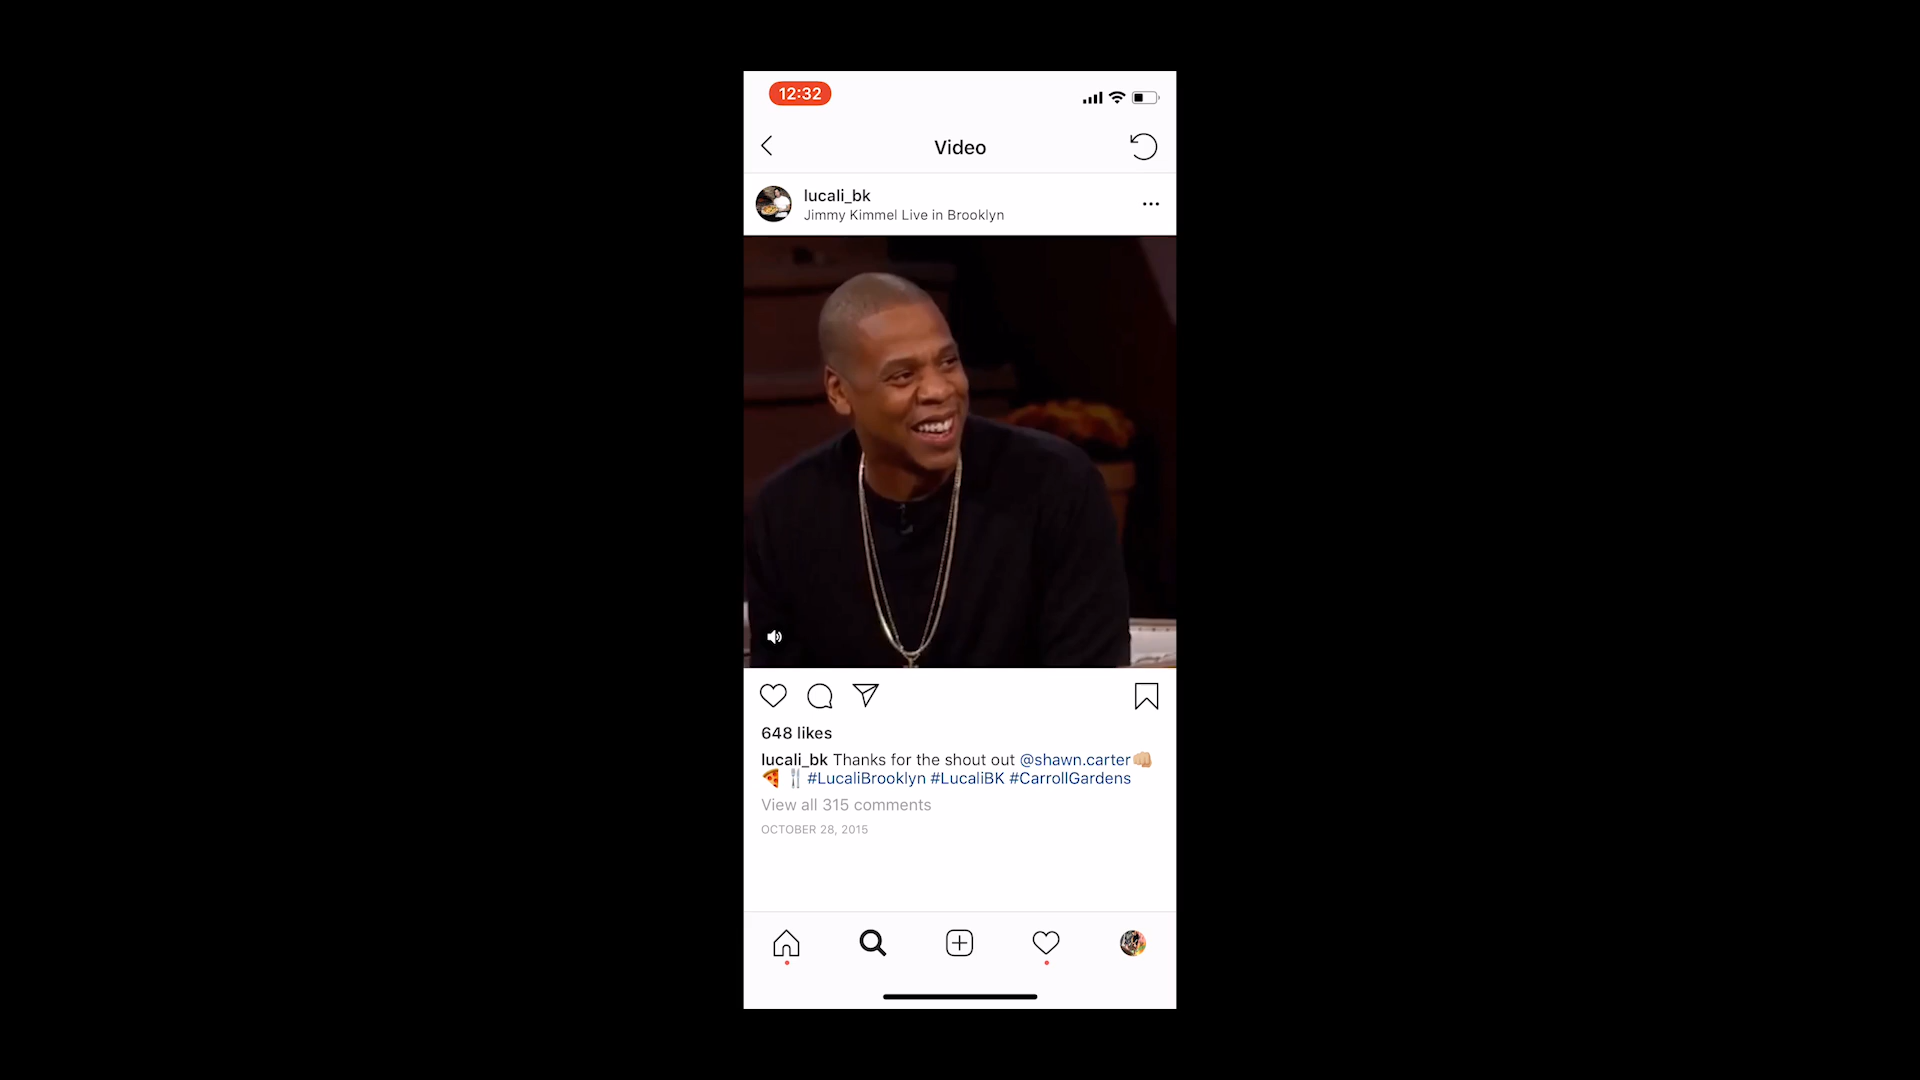 12:32
Video
lucali_bk
Jimmy Kimmel Live in Brooklyn
648 likes
lucali_bk Thanks for the shout out @shawn.carter👊🏼
🍕🍴#LucaliBrooklyn #LucaliBK #CarrollGardens
View all 315 comments
OCTOBER 28, 2015